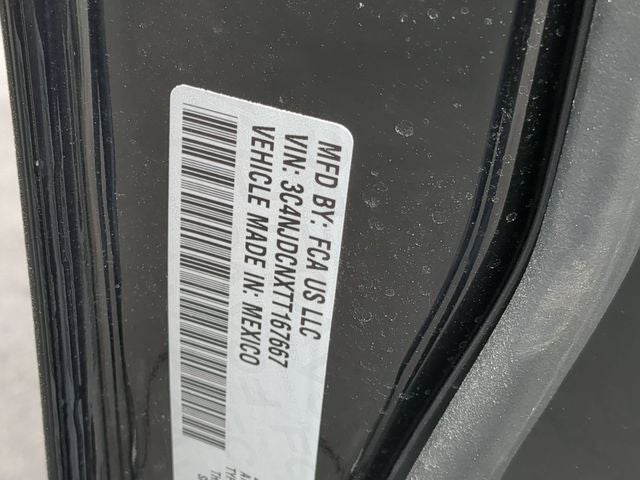 MFD BY: FCA US LLC
VIN: 3C4NJDCNXTT167667
VEHICLE MADE IN: MEXICO